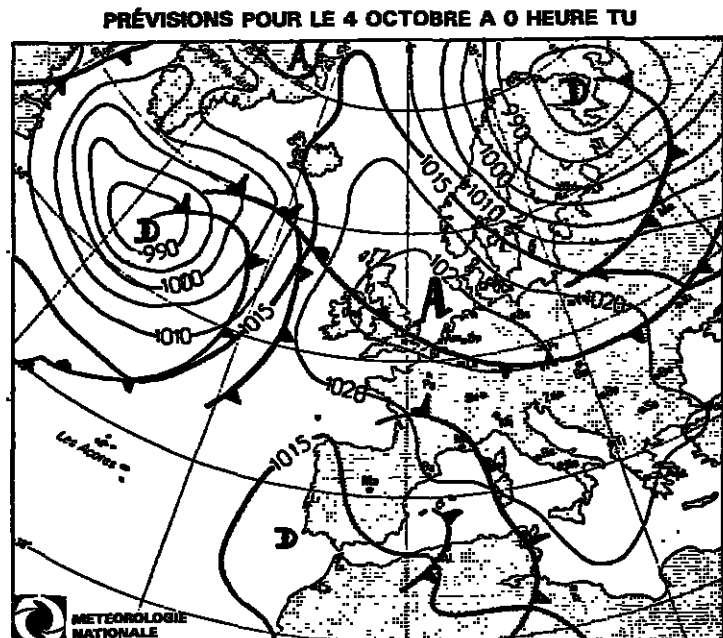 PRÉVISIONS POUR LE 4 OCTOBRE A 0 HEURE TU
A
D
990
1000
1015
1010
D
990
1000
1010
1015
1025
A
1020
1020
1015
Les Açores
D
METEOROLOGIE
NATIONALE